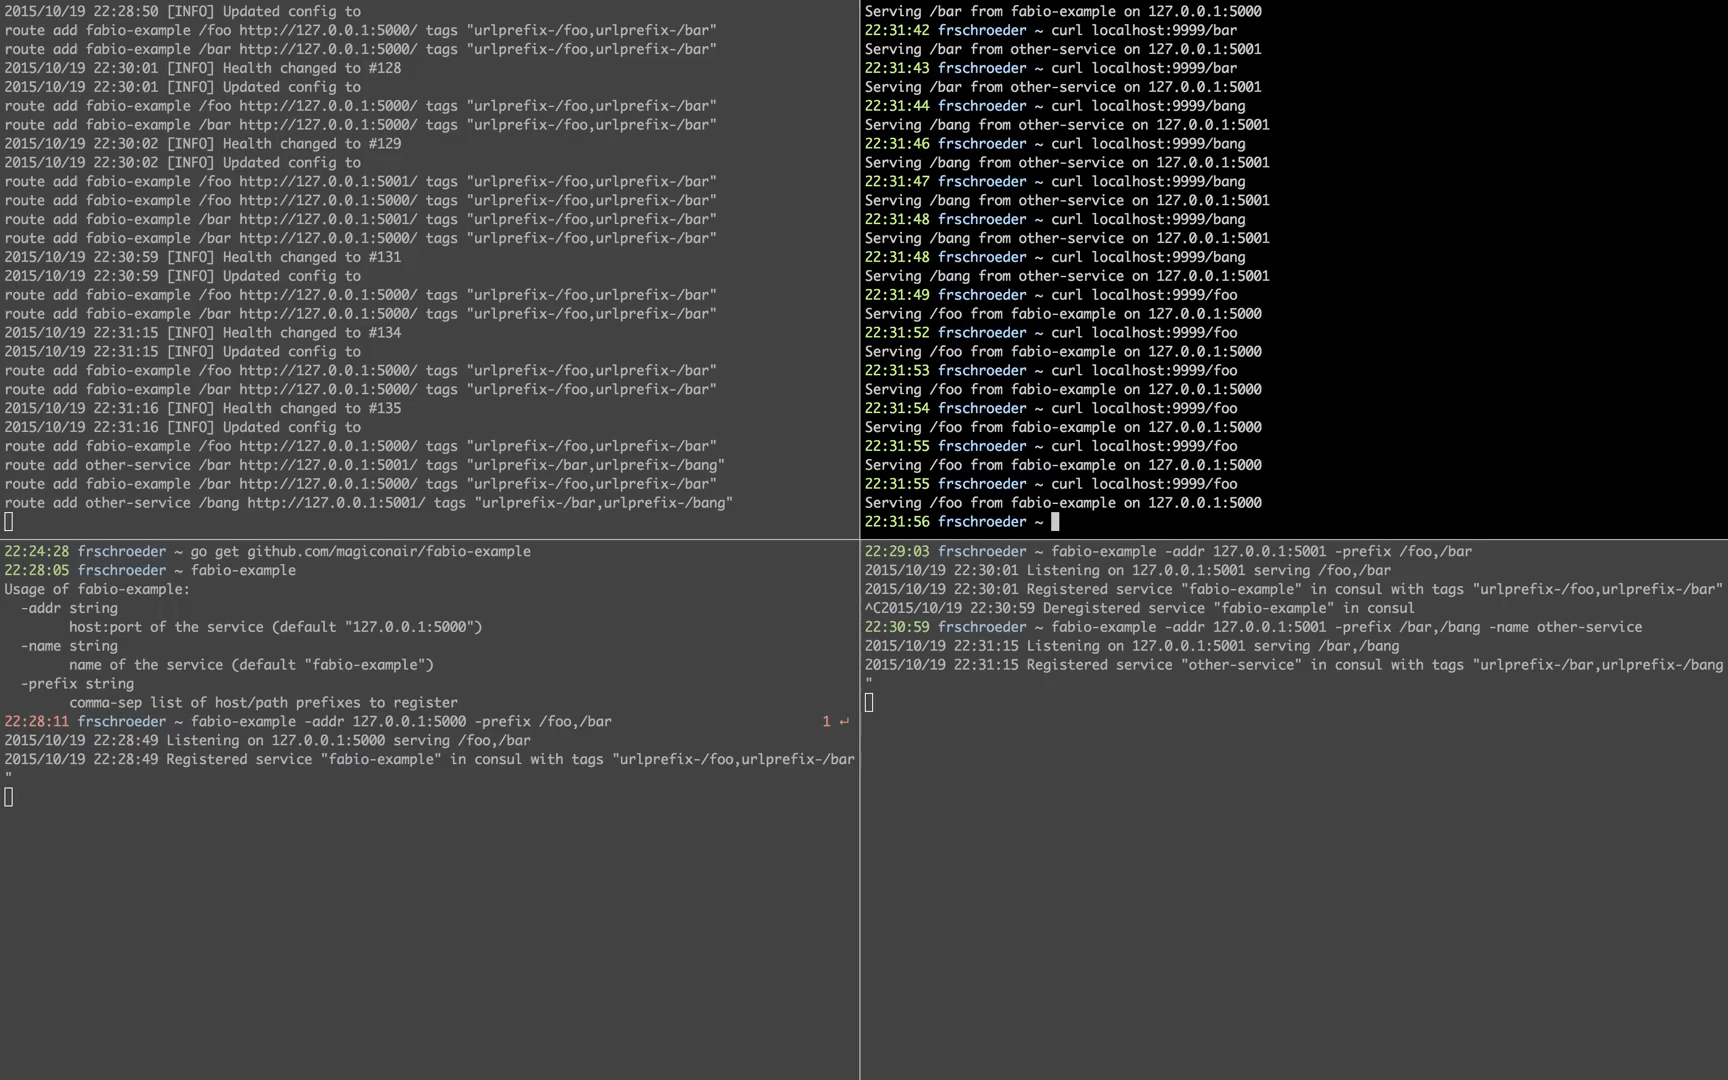 2015/10/19 22:28:50 [INFO] Updated config to
route add fabio-example /foo http://127.0.0.1:5000/ tags "urlprefix-/foo,urlprefix-/bar"
route add fabio-example /bar http://127.0.0.1:5000/ tags "urlprefix-/foo,urlprefix-/bar"
2015/10/19 22:30:01 [INFO] Health changed to #128
2015/10/19 22:30:01 [INFO] Updated config to
route add fabio-example /foo http://127.0.0.1:5000/ tags "urlprefix-/foo,urlprefix-/bar"
route add fabio-example /bar http://127.0.0.1:5000/ tags "urlprefix-/foo,urlprefix-/bar"
2015/10/19 22:30:02 [INFO] Health changed to #129
2015/10/19 22:30:02 [INFO] Updated config to
route add fabio-example /foo http://127.0.0.1:5001/ tags "urlprefix-/foo,urlprefix-/bar"
route add fabio-example /foo http://127.0.0.1:5000/ tags "urlprefix-/foo,urlprefix-/bar"
route add fabio-example /bar http://127.0.0.1:5001/ tags "urlprefix-/foo,urlprefix-/bar"
route add fabio-example /bar http://127.0.0.1:5000/ tags "urlprefix-/foo,urlprefix-/bar"
2015/10/19 22:30:59 [INFO] Health changed to #131
2015/10/19 22:30:59 [INFO] Updated config to
route add fabio-example /foo http://127.0.0.1:5000/ tags "urlprefix-/foo,urlprefix-/bar"
route add fabio-example /bar http://127.0.0.1:5000/ tags "urlprefix-/foo,urlprefix-/bar"
2015/10/19 22:31:15 [INFO] Health changed to #134
2015/10/19 22:31:15 [INFO] Updated config to
route add fabio-example /foo http://127.0.0.1:5000/ tags "urlprefix-/foo,urlprefix-/bar"
route add fabio-example /bar http://127.0.0.1:5000/ tags "urlprefix-/foo,urlprefix-/bar"
2015/10/19 22:31:16 [INFO] Health changed to #135
2015/10/19 22:31:16 [INFO] Updated config to
route add fabio-example /foo http://127.0.0.1:5000/ tags "urlprefix-/foo,urlprefix-/bar"
route add other-service /bar http://127.0.0.1:5001/ tags "urlprefix-/bar,urlprefix-/bang"
route add fabio-example /bar http://127.0.0.1:5000/ tags "urlprefix-/foo,urlprefix-/bar"
route add other-service /bang http://127.0.0.1:5001/ tags "urlprefix-/bar,urlprefix-/bang"
Serving /bar from fabio-example on 127.0.0.1:5000
22:31:42 frschroeder ~ curl localhost:9999/bar
Serving /bar from other-service on 127.0.0.1:5001
22:31:43 frschroeder ~ curl localhost:9999/bar
Serving /bar from other-service on 127.0.0.1:5001
22:31:44 frschroeder ~ curl localhost:9999/bang
Serving /bang from other-service on 127.0.0.1:5001
22:31:46 frschroeder ~ curl localhost:9999/bang
Serving /bang from other-service on 127.0.0.1:5001
22:31:47 frschroeder ~ curl localhost:9999/bang
Serving /bang from other-service on 127.0.0.1:5001
22:31:48 frschroeder ~ curl localhost:9999/bang
Serving /bang from other-service on 127.0.0.1:5001
22:31:48 frschroeder ~ curl localhost:9999/bang
Serving /bang from other-service on 127.0.0.1:5001
22:31:49 frschroeder ~ curl localhost:9999/foo
Serving /foo from fabio-example on 127.0.0.1:5000
22:31:52 frschroeder ~ curl localhost:9999/foo
Serving /foo from fabio-example on 127.0.0.1:5000
22:31:53 frschroeder ~ curl localhost:9999/foo
Serving /foo from fabio-example on 127.0.0.1:5000
22:31:54 frschroeder ~ curl localhost:9999/foo
Serving /foo from fabio-example on 127.0.0.1:5000
22:31:55 frschroeder ~ curl localhost:9999/foo
Serving /foo from fabio-example on 127.0.0.1:5000
22:31:55 frschroeder ~ curl localhost:9999/foo
Serving /foo from fabio-example on 127.0.0.1:5000
22:31:56 frschroeder ~
22:24:28 frschroeder ~ go get github.com/magiconair/fabio-example
22:28:05 frschroeder ~ fabio-example
Usage of fabio-example:
-addr string
host:port of the service (default "127.0.0.1:5000")
-name string
name of the service (default "fabio-example")
-prefix string
comma-sep list of host/path prefixes to register
22:28:11 frschroeder ~ fabio-example -addr 127.0.0.1:5000 -prefix /foo,/bar 1 ↵
2015/10/19 22:28:49 Listening on 127.0.0.1:5000 serving /foo,/bar
2015/10/19 22:28:49 Registered service "fabio-example" in consul with tags "urlprefix-/foo,urlprefix-/bar
"
22:29:03 frschroeder ~ fabio-example -addr 127.0.0.1:5001 -prefix /foo,/bar
2015/10/19 22:30:01 Listening on 127.0.0.1:5001 serving /foo,/bar
2015/10/19 22:30:01 Registered service "fabio-example" in consul with tags "urlprefix-/foo,urlprefix-/bar"
^C2015/10/19 22:30:59 Deregistered service "fabio-example" in consul
22:30:59 frschroeder ~ fabio-example -addr 127.0.0.1:5001 -prefix /bar,/bang -name other-service
2015/10/19 22:31:15 Listening on 127.0.0.1:5001 serving /bar,/bang
2015/10/19 22:31:15 Registered service "other-service" in consul with tags "urlprefix-/bar,urlprefix-/bang
"